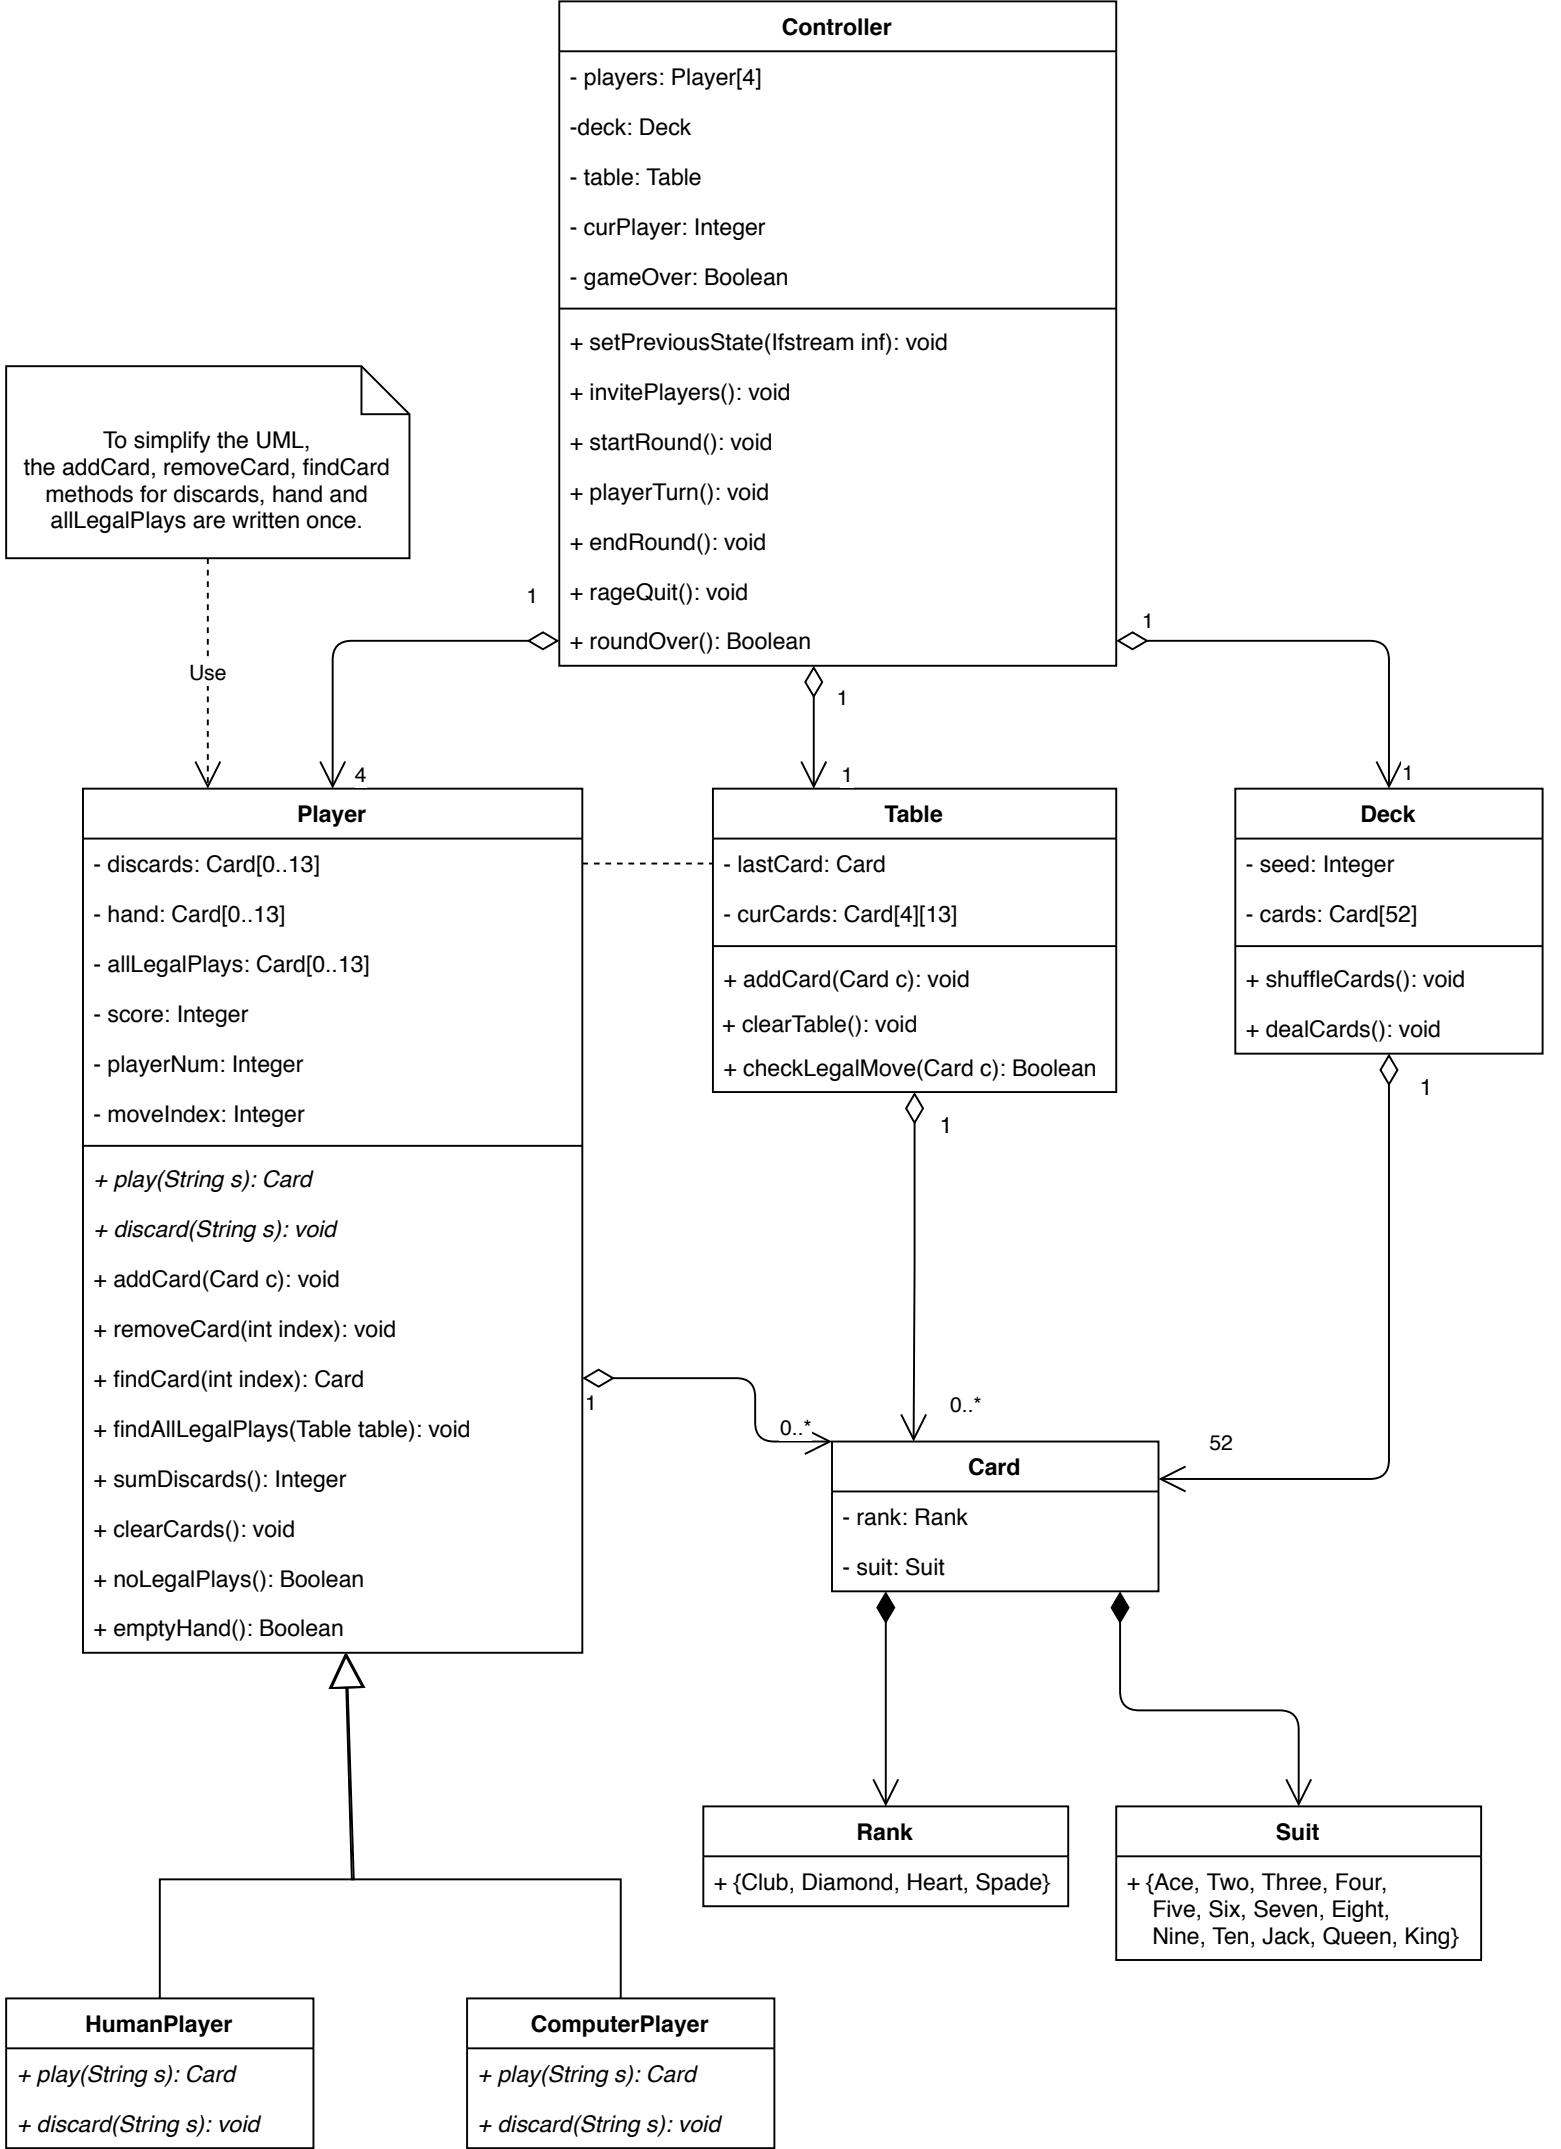 Controller
- players: Player[4]
-deck: Deck
- table: Table
- curPlayer: Integer
- gameOver: Boolean
+ setPreviousState(Ifstream inf): void
+ invitePlayers(): void
+ startRound(): void
+ playerTurn(): void
+ endRound(): void
+ rageQuit(): void
+ roundOver(): Boolean
To simplify the UML,
the addCard, removeCard, findCard
methods for discards, hand and
allLegalPlays are written once.
Use
1
4
1
1
1
1
Player
- discards: Card[0..13]
- hand: Card[0..13]
- allLegalPlays: Card[0..13]
- score: Integer
- playerNum: Integer
- moveIndex: Integer
+ play(String s): Card
+ discard(String s): void
+ addCard(Card c): void
+ removeCard(int index): void
+ findCard(int index): Card
+ findAllLegalPlays(Table table): void
+ sumDiscards(): Integer
+ clearCards(): void
+ noLegalPlays(): Boolean
+ emptyHand(): Boolean
Table
- lastCard: Card
- curCards: Card[4][13]
+ addCard(Card c): void
+ clearTable(): void
+ checkLegalMove(Card c): Boolean
Deck
- seed: Integer
- cards: Card[52]
+ shuffleCards(): void
+ dealCards(): void
1
0..*
1
0..*
1
52
Card
- rank: Rank
- suit: Suit
Rank
+ {Club, Diamond, Heart, Spade}
Suit
+ {Ace, Two, Three, Four,
Five, Six, Seven, Eight,
Nine, Ten, Jack, Queen, King}
HumanPlayer
+ play(String s): Card
+ discard(String s): void
ComputerPlayer
+ play(String s): Card
+ discard(String s): void